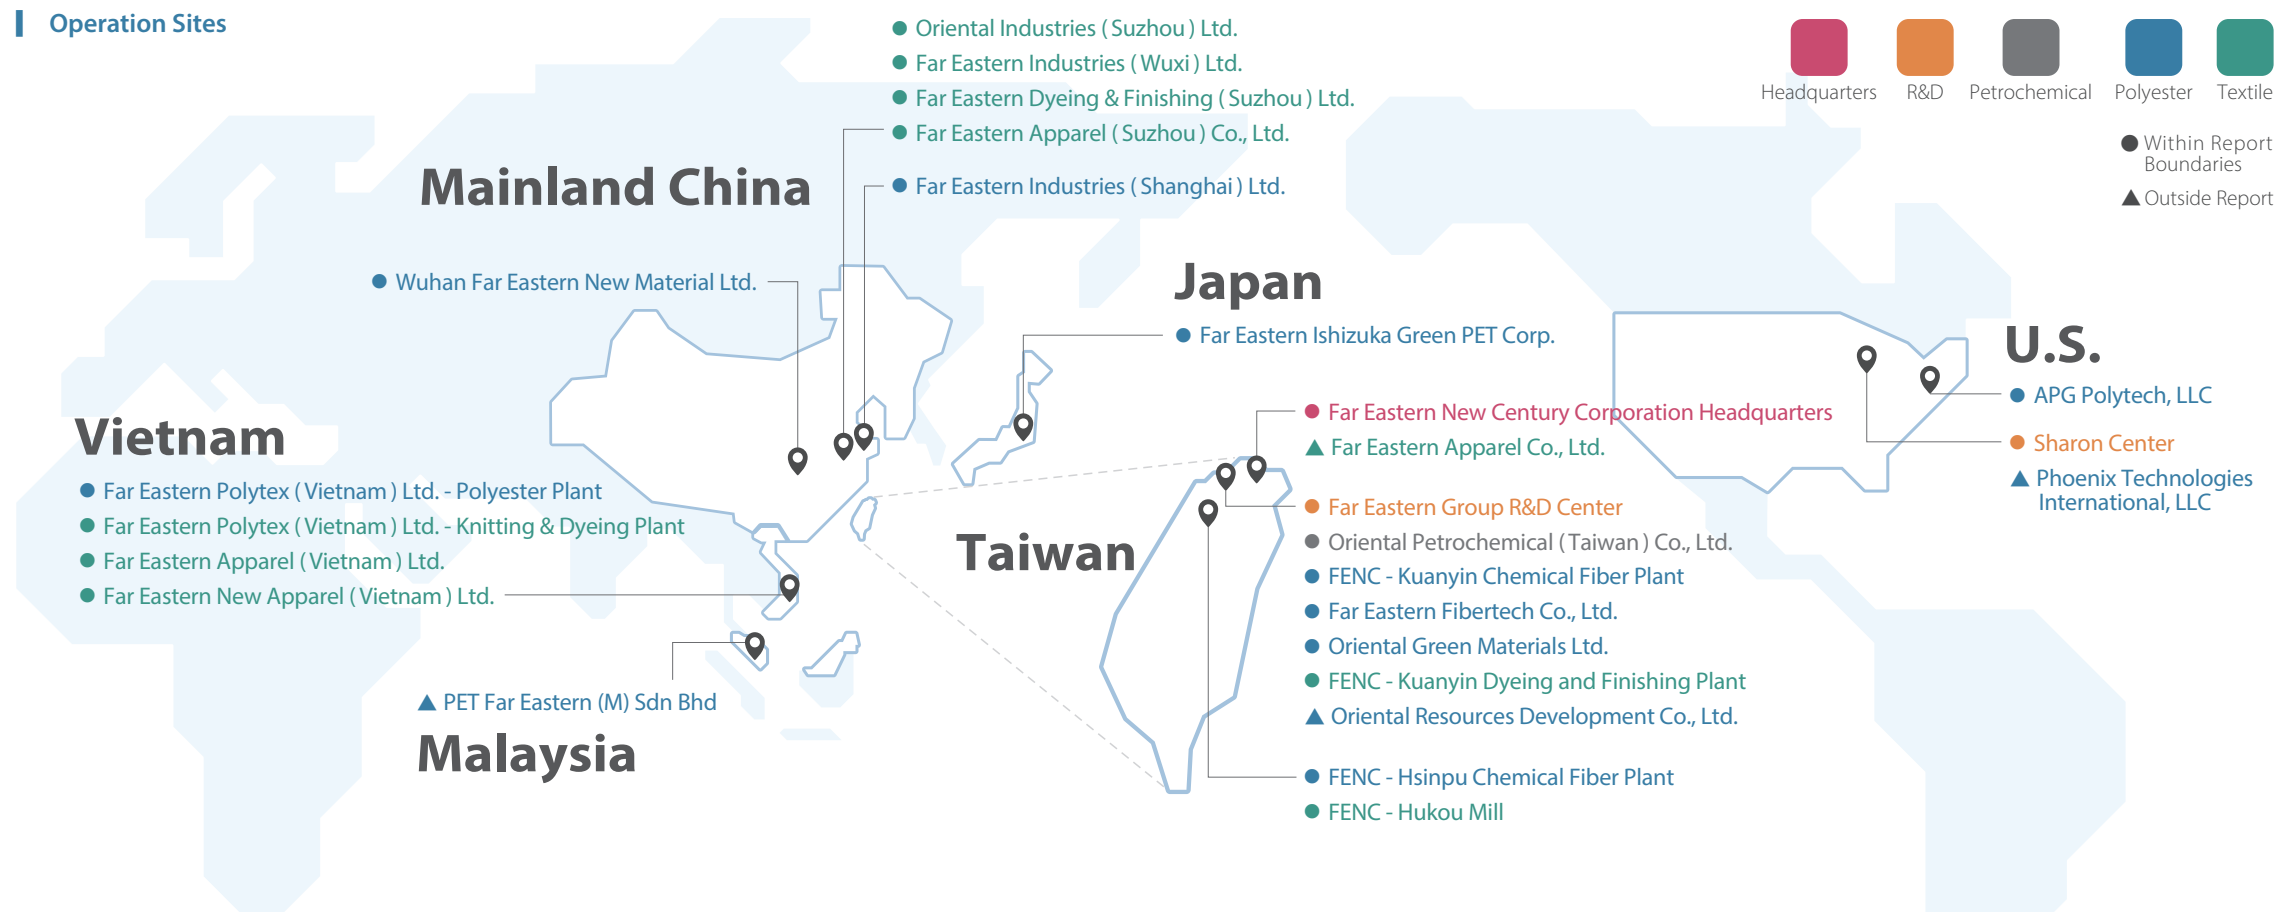 Operation Sites
Headquarters
R&D
Petrochemical
Polyester
Textile
Within Report
Boundaries
Outside Report
Mainland China
Oriental Industries (Suzhou) Ltd.
Far Eastern Industries (Wuxi) Ltd.
Far Eastern Dyeing & Finishing (Suzhou) Ltd.
Far Eastern Apparel (Suzhou) Co., Ltd.
Far Eastern Industries (Shanghai) Ltd.
Wuhan Far Eastern New Material Ltd.
Japan
Far Eastern Ishizuka Green PET Corp.
U.S.
APG Polytech, LLC
Sharon Center
Phoenix Technologies
International, LLC
Vietnam
Far Eastern Polytex (Vietnam) Ltd. - Polyester Plant
Far Eastern Polytex (Vietnam) Ltd. - Knitting & Dyeing Plant
Far Eastern Apparel (Vietnam) Ltd.
Far Eastern New Apparel (Vietnam) Ltd.
Taiwan
Far Eastern New Century Corporation Headquarters
Far Eastern Apparel Co., Ltd.
Far Eastern Group R&D Center
Oriental Petrochemical (Taiwan) Co., Ltd.
FENC - Kuanyin Chemical Fiber Plant
Far Eastern Fibertech Co., Ltd.
Oriental Green Materials Ltd.
FENC - Kuanyin Dyeing and Finishing Plant
Oriental Resources Development Co., Ltd.
FENC - Hsinpu Chemical Fiber Plant
FENC - Hukou Mill
PET Far Eastern (M) Sdn Bhd
Malaysia